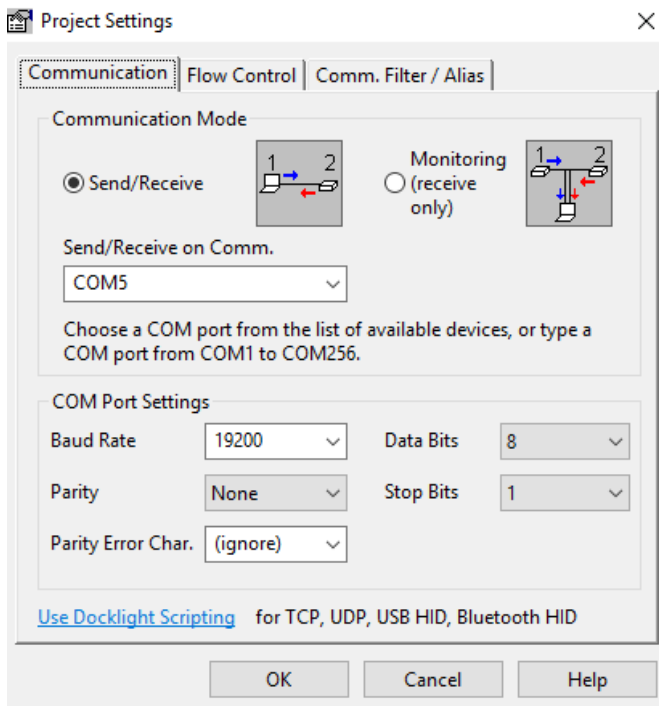 Project Settings
Communication
Flow Control
Comm. Filter / Alias
Communication Mode
Send/Receive
1 2
Monitoring
(receive
only)
1 2
Send/Receive on Comm.
COM5
Choose a COM port from the list of available devices, or type a
COM port from COM1 to COM256.
COM Port Settings
Baud Rate 19200 Data Bits 8
Parity None Stop Bits 1
Parity Error Char. (ignore)
Use Docklight Scripting for TCP, UDP, USB HID, Bluetooth HID
OK Cancel Help